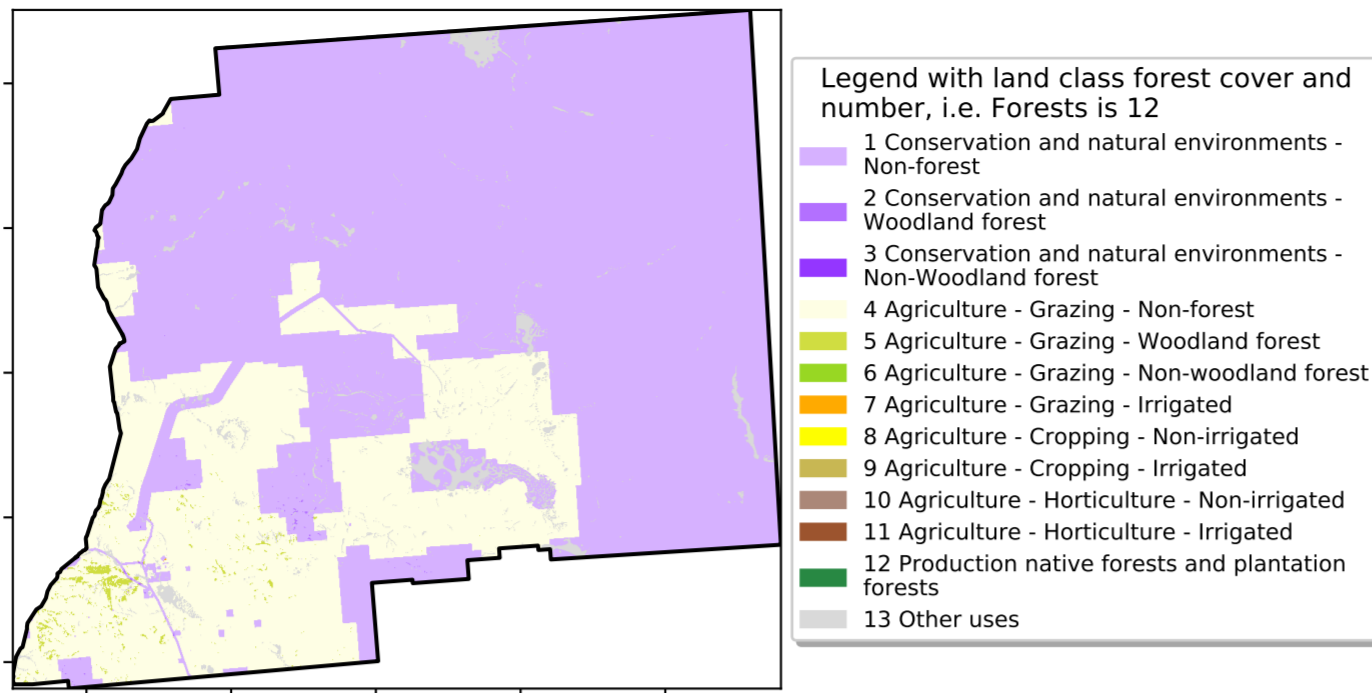 Legend with land class forest cover and
number, i.e. Forests is 12
1 Conservation and natural environments -
Non-forest
2 Conservation and natural environments -
Woodland forest
3 Conservation and natural environments -
Non-Woodland forest
4 Agriculture - Grazing - Non-forest
5 Agriculture - Grazing - Woodland forest
6 Agriculture - Grazing - Non-woodland forest
7 Agriculture - Grazing - Irrigated
8 Agriculture - Cropping - Non-irrigated
9 Agriculture - Cropping - Irrigated
10 Agriculture - Horticulture - Non-irrigated
11 Agriculture - Horticulture - Irrigated
12 Production native forests and plantation
forests
13 Other uses